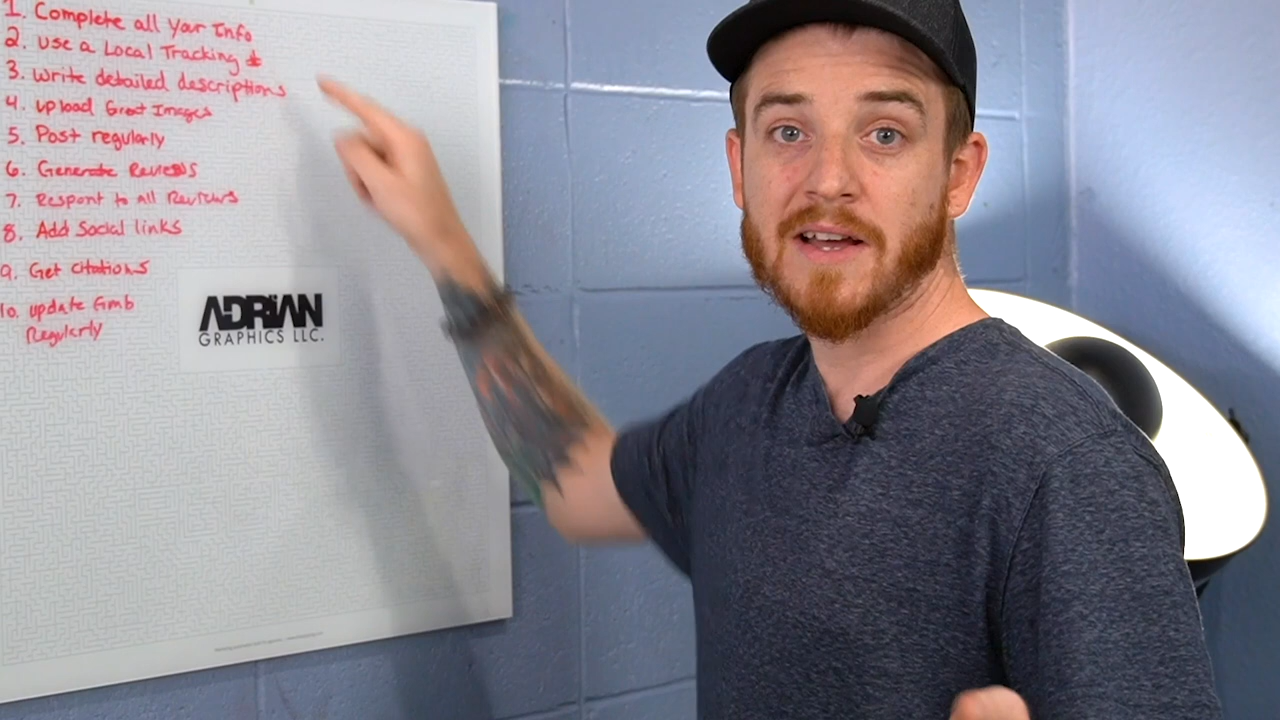 1. Complete all Your Info
2. Use a Local Tracking #
3. Write detailed descriptions
4. upload Great Images
5. Post regularly
6. Generate Reviews
7. Respont to All Reviews
8. Add Social links
9. Get citations
10. update Gmb
Regularly
ADRIAN
GRAPHICS LLC.